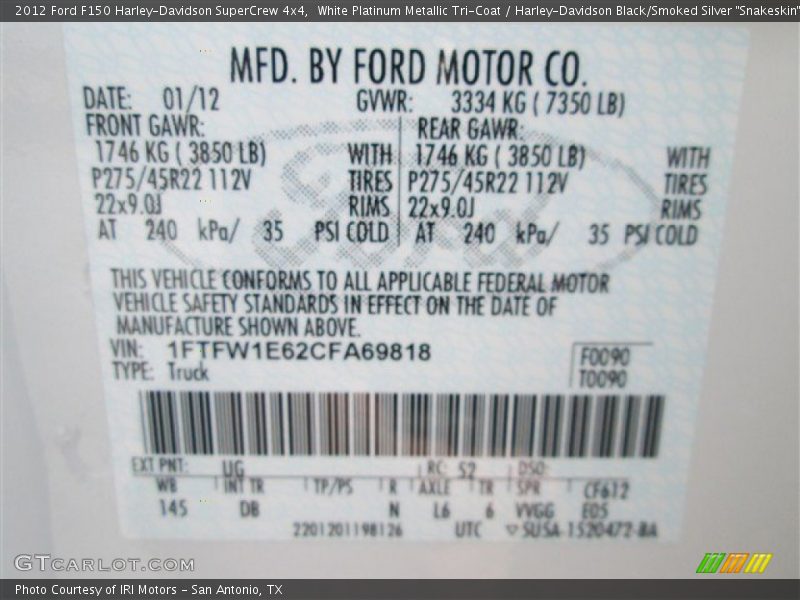 2012 Ford F150 Harley-Davidson SuperCrew 4x4, White Platinum Metallic Tri-Coat / Harley-Davidson Black/Smoked Silver "Snakeskin"
MFD. BY FORD MOTOR CO.
DATE: 01/12 GVWR: 3334 KG ( 7350 LB)
FRONT GAWR: REAR GAWR:
1746 KG ( 3850 LB) WITH 1746 KG ( 3850 LB) WITH
P275/45R22 112V TIRES P275/45R22 112V TIRES
22x9.0J RIMS 22x9.0J RIMS
AT 240 kPa/ 35 PSI COLD AT 240 kPa/ 35 PSI COLD
THIS VEHICLE CONFORMS TO ALL APPLICABLE FEDERAL MOTOR
VEHICLE SAFETY STANDARDS IN EFFECT ON THE DATE OF
MANUFACTURE SHOWN ABOVE.
VIN: 1FTFW1E62CFA69818 F0090
TYPE: Truck T0090
EXT PNT: UG RC: 52 DSO:
WB INT TR TP/PS R AXLE TR SPR CF612
145 DB N L6 6 VVGG E05
2201201198126 UTC ▽SU5A-1520472-BA
GTcarlot.com
Photo Courtesy of IRI Motors - San Antonio, TX